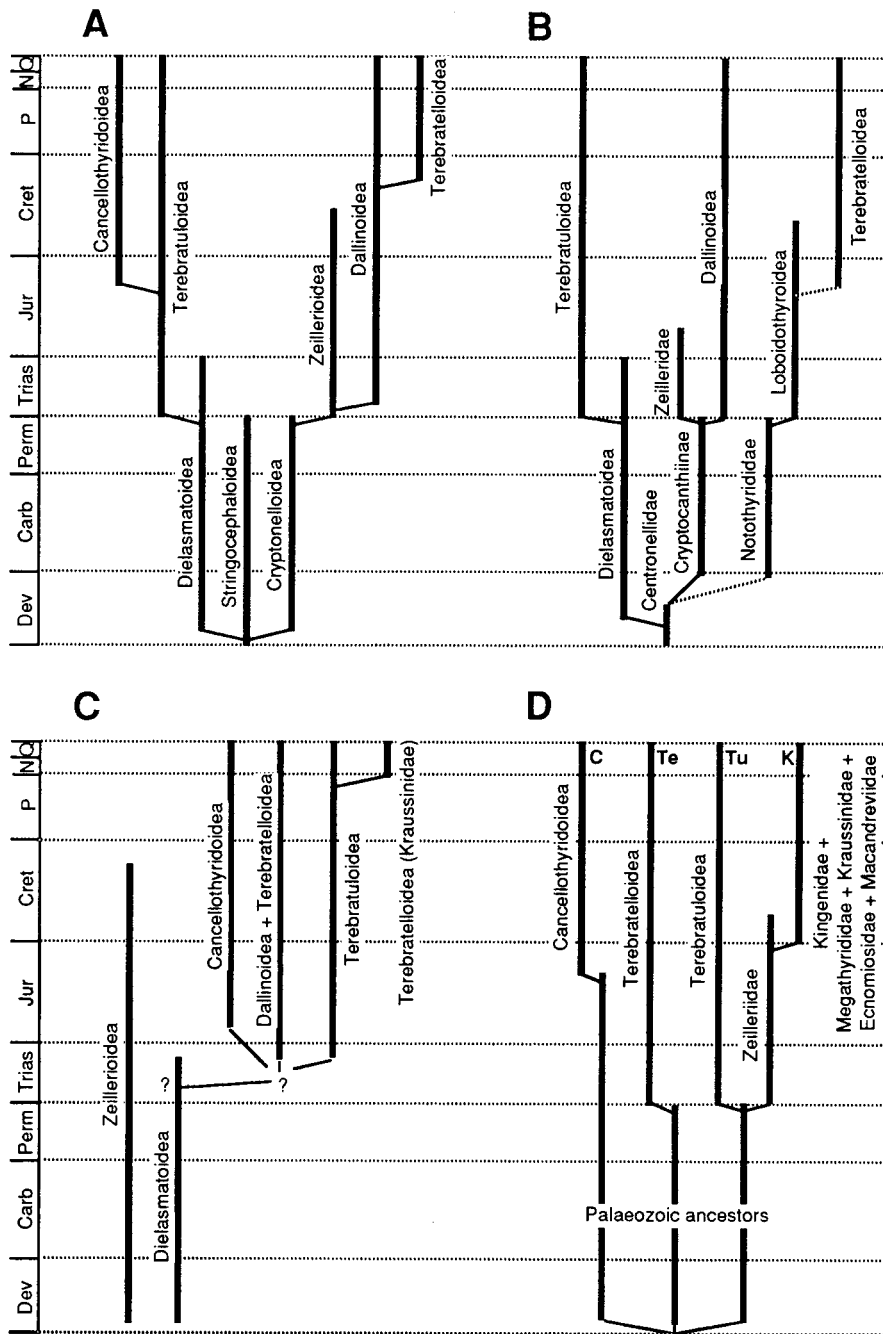 A
B
Q
N
P
Cret
Jur
Trias
Perm
Carb
Dev
Cancellothyridoidea
Terebratuloidea
Dielasmatoidea
Stringocephaloidea
Cryptonelloidea
Zeillerioidea
Dallinoidea
Terebratelloidea
Terebratuloidea
Dielasmatoidea
Centronellidae
Zeilleridae
Cryptocanthiinae
Dallinoidea
Notothyrididae
Loboidothyroidea
Terebratelloidea
C
D
Q
N
P
Cret
Jur
Trias
Perm
Carb
Dev
Zeillerioidea
Dielasmatoidea
?
Cancellothyridoidea
Dallinoidea + Terebratelloidea
?
Terebratuloidea
Terebratelloidea (Kraussinidae)
C
Te
Tu
K
Cancellothyridoidea
Terebratelloidea
Terebratuloidea
Zeilleriidae
Kingenidae +
Megathyrididae + Kraussinidae +
Ecnomiosidae + Macandreviidae
Palaeozoic ancestors